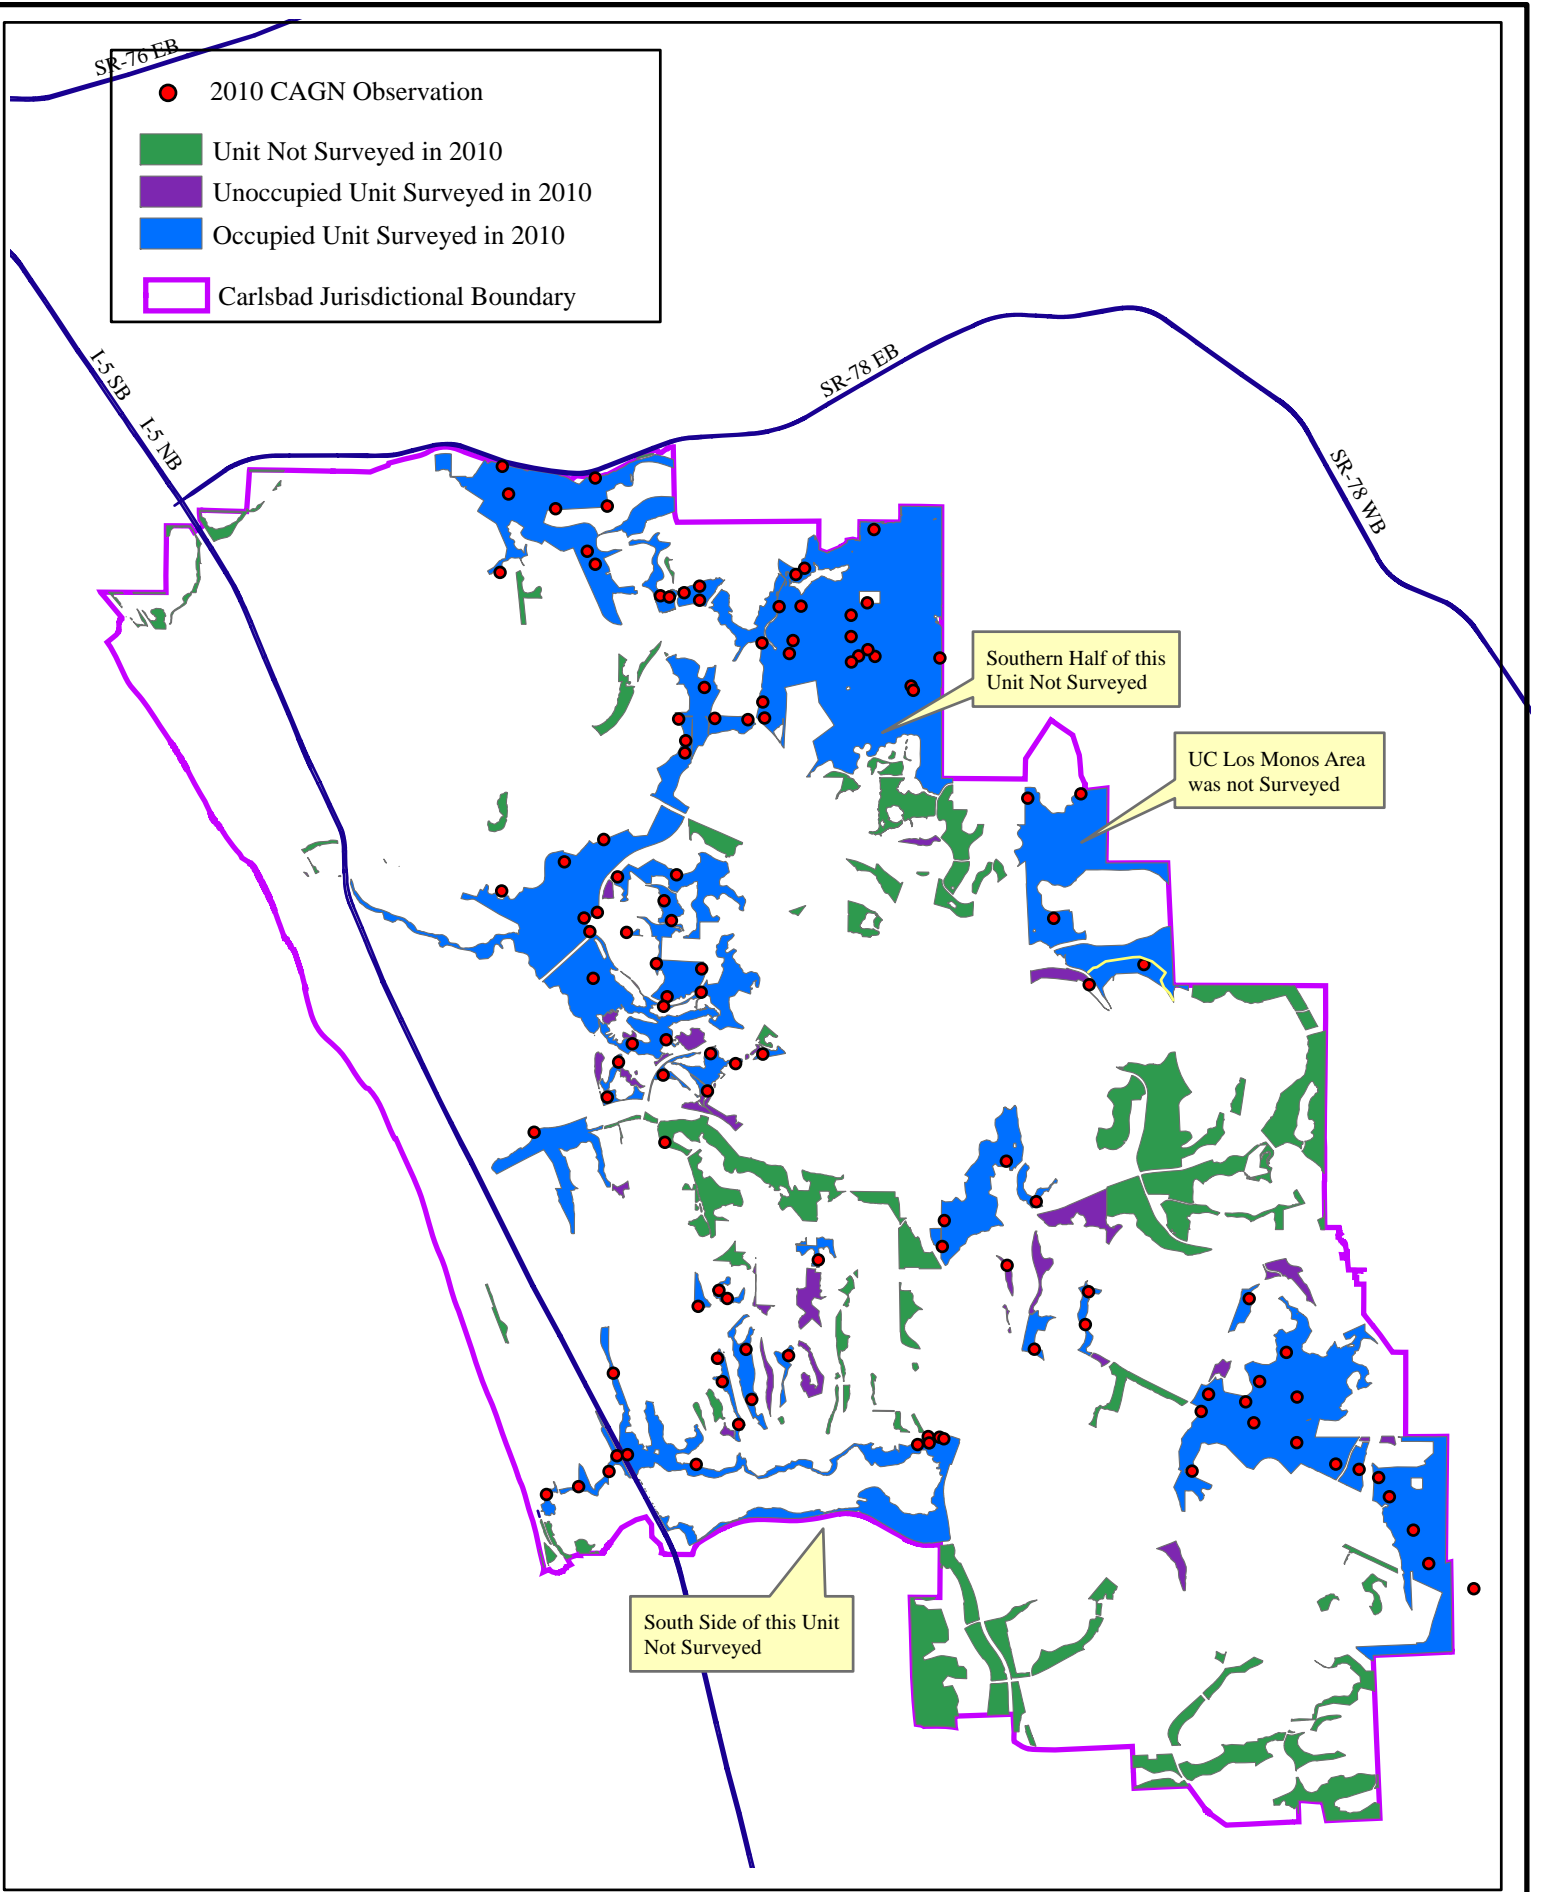 SR-76 EB
2010 CAGN Observation
Unit Not Surveyed in 2010
Unoccupied Unit Surveyed in 2010
Occupied Unit Surveyed in 2010
Carlsbad Jurisdictional Boundary
I-5 SB
I-5 NB
SR-78 EB
SR-78 WB
Southern Half of this
Unit Not Surveyed
UC Los Monos Area
was not Surveyed
South Side of this Unit
Not Surveyed